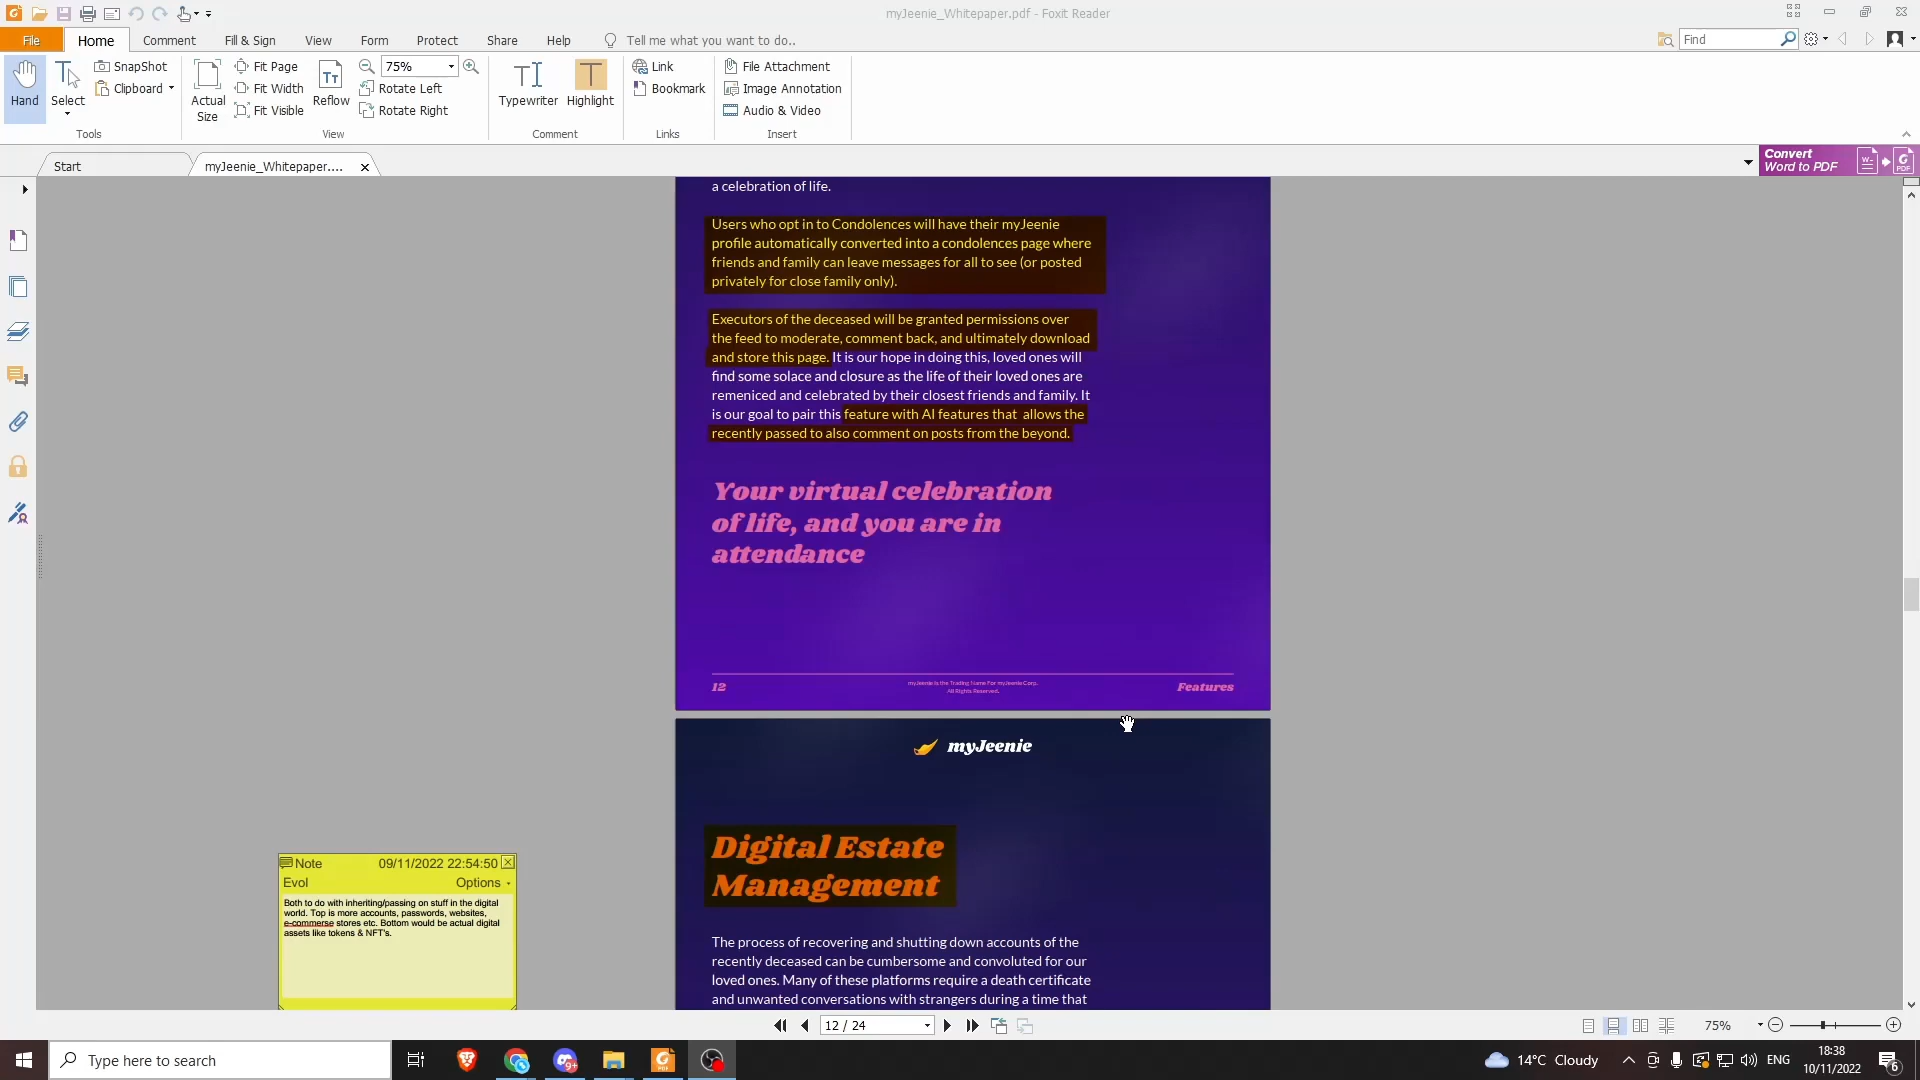 myJeenie_Whitepaper.pdf - Foxit Reader
File
Home
Comment
Fill & Sign
View
Form
Protect
Share
Help
Tell me what you want to do..
Find
Hand
Select
SnapShot
Clipboard
Tools
Actual
Size
Fit Page
Fit Width
Fit Visible
Reflow
75%
Rotate Left
Rotate Right
View
Typewriter
Highlight
Comment
Link
Bookmark
Links
File Attachment
Image Annotation
Audio & Video
Insert
Start
myJeenie_Whitepaper....
Convert
Word to PDF
a celebration of life.
Users who opt in to Condolences will have their myJeenie
profile automatically converted into a condolences page where
friends and family can leave messages for all to see (or posted
privately for close family only).
Executors of the deceased will be granted permissions over
the feed to moderate, comment back, and ultimately download
and store this page. It is our hope in doing this, loved ones will
find some solace and closure as the life of their loved ones are
remeniced and celebrated by their closest friends and family. It
is our goal to pair this feature with AI features that allows the
recently passed to also comment on posts from the beyond.
Your virtual celebration
of life, and you are in
attendance
12
myJeenie is the Trading Name For myJeenie Corp.
All Rights Reserved.
Features
myJeenie
Digital Estate
Management
The process of recovering and shutting down accounts of the
recently deceased can be cumbersome and convoluted for our
loved ones. Many of these platforms require a death certificate
and unwanted conversations with strangers during a time that
Note
09/11/2022 22:54:50
Evol
Options
Both to do with inheriting/passing on stuff in the digital
world. Top is more accounts, passwords, websites,
e-commerse stores etc. Bottom would be actual digital
assets like tokens & NFT's.
12 / 24
75%
Type here to search
9+
14°C Cloudy
ENG
18:38
10/11/2022
6